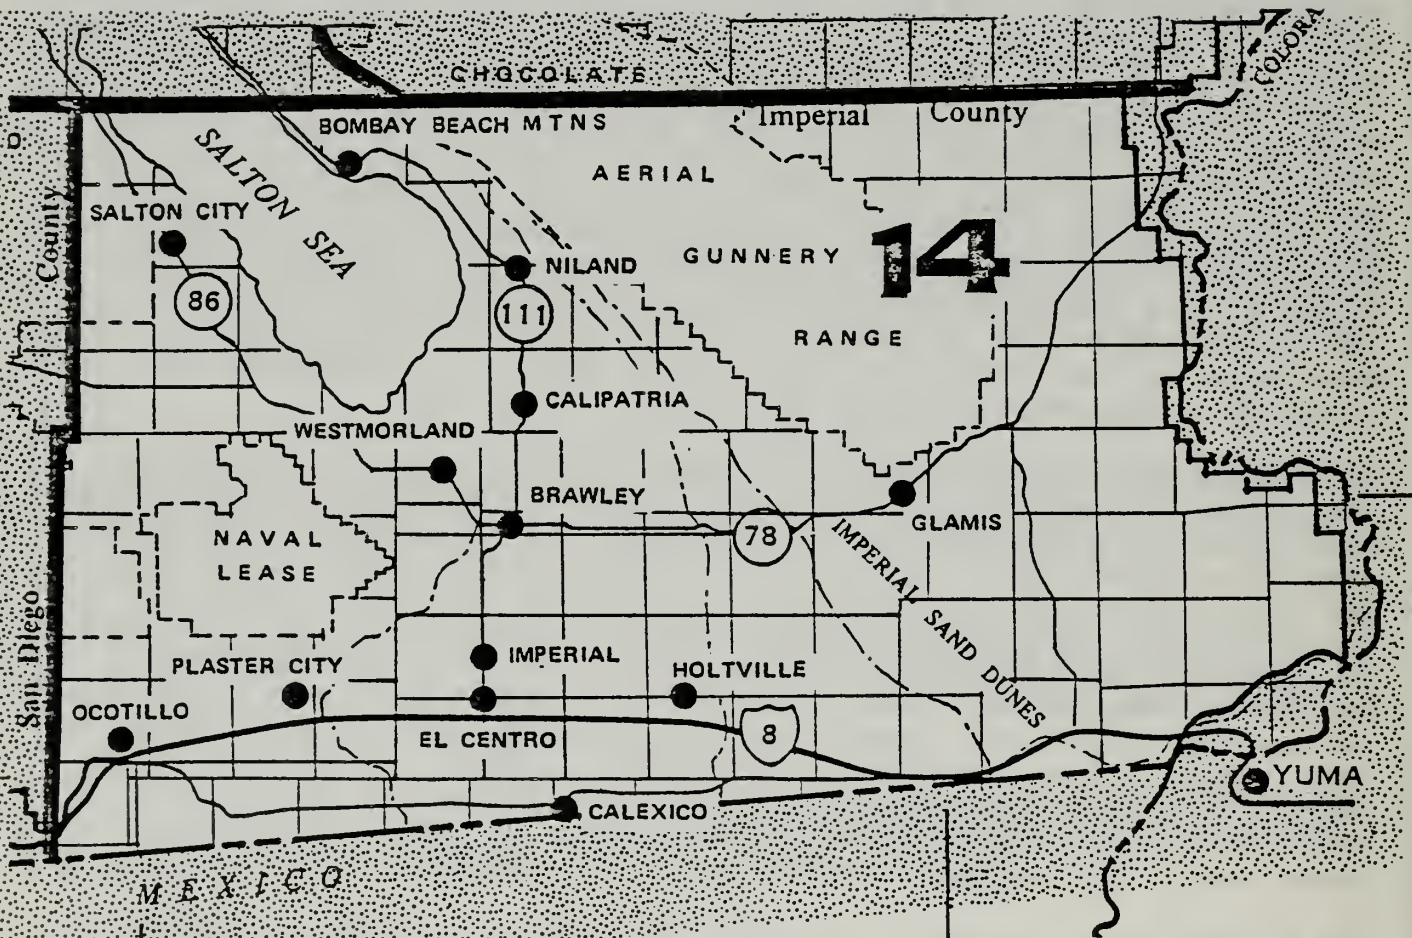 COLORA
CHOCOLATE
Imperial County
BOMBAY BEACH MTNS
AERIAL
SALTON SEA
County
SALTON CITY
14
GUNNERY
NILAND
86
111
RANGE
CALIPATRIA
WESTMORLAND
BRAWLEY
GLAMIS
NAVAL
78
LEASE
IMPERIAL SAND DUNES
San Diego
IMPERIAL
PLASTER CITY
HOLTVILLE
OCOTILLO
8
EL CENTRO
YUMA
CALEXICO
MEXICO